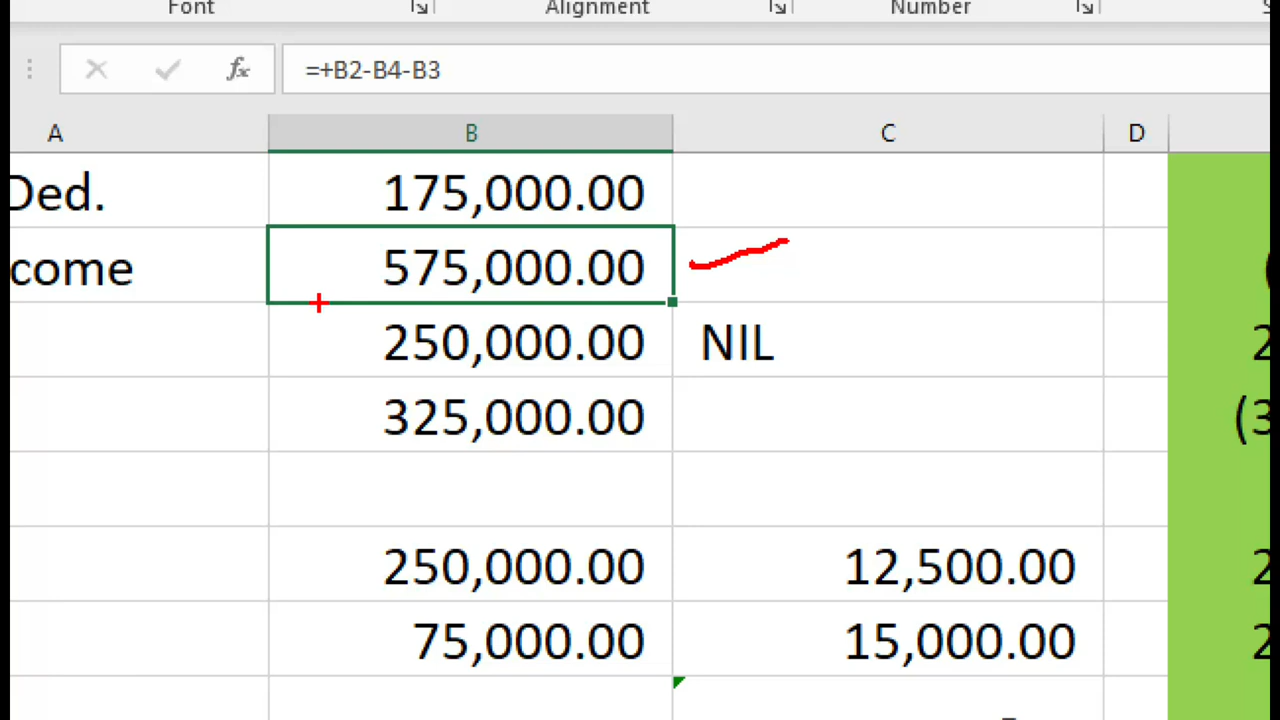 Font Alignment Number
fx =+B2-B4-B3
A B C D
Ded. 175,000.00
come 575,000.00
250,000.00 NIL
325,000.00
250,000.00 12,500.00
75,000.00 15,000.00